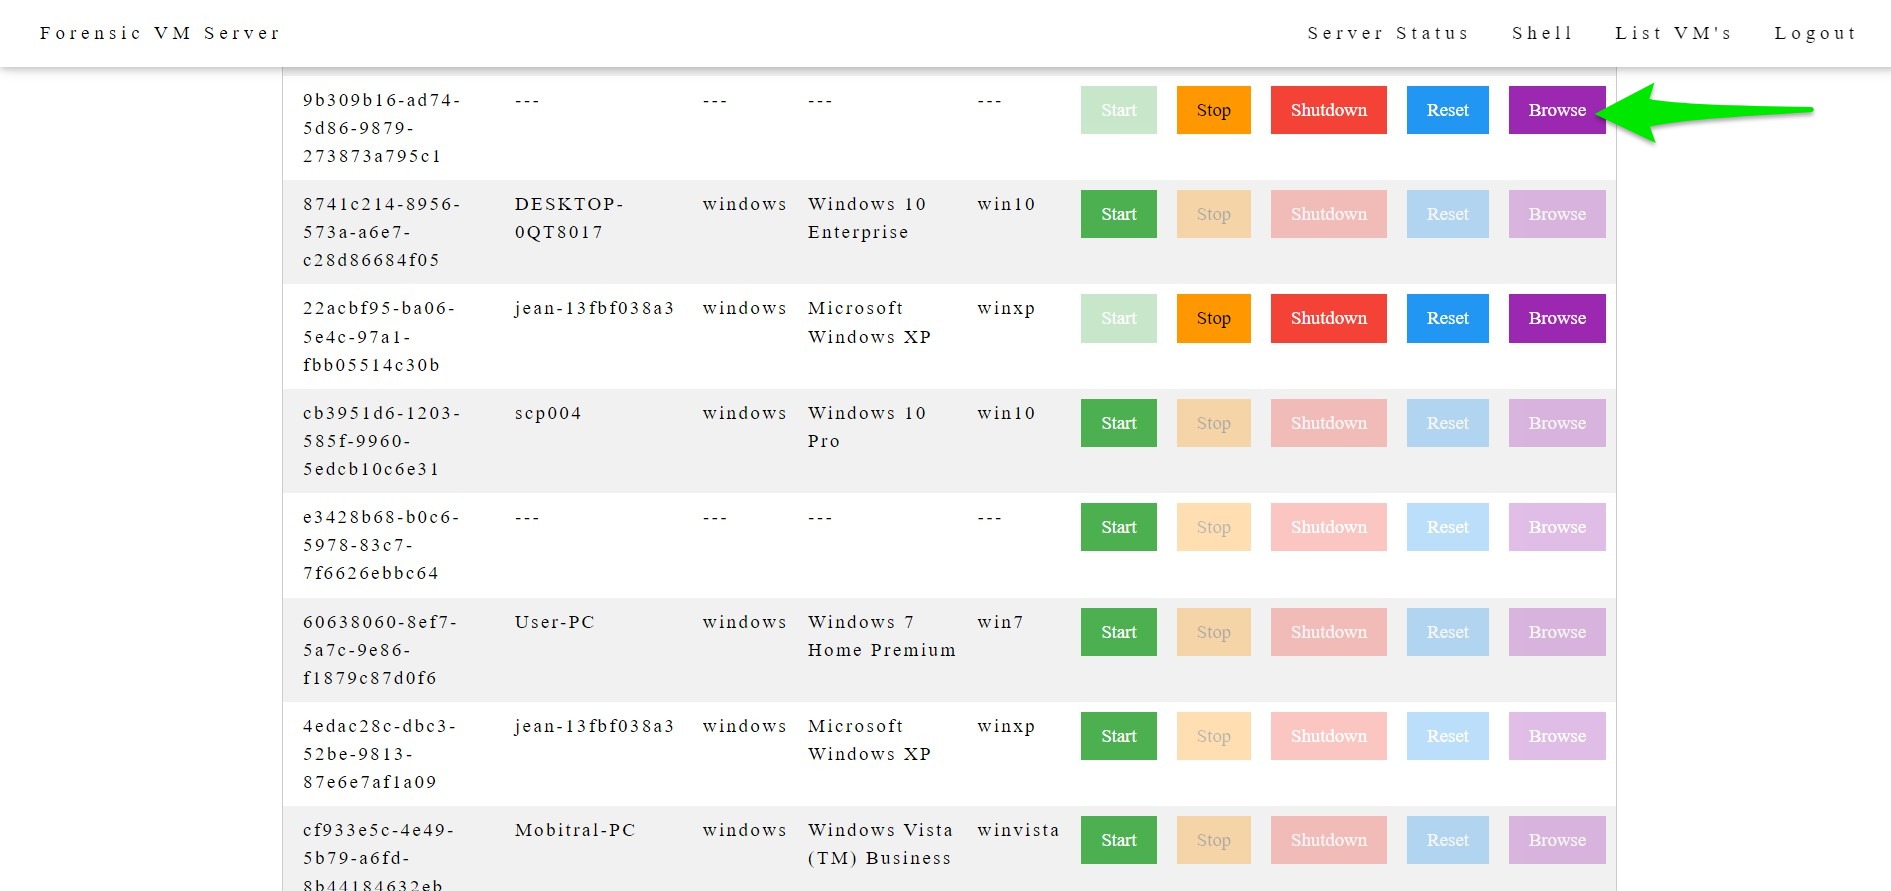 Forensic VM Server
Server Status Shell List VM's Logout
9b309b16-ad74-
5d86-9879-
273873a795c1
---
---
---
---
Start Stop Shutdown Reset Browse
8741c214-8956-
573a-a6e7-
c28d86684f05
DESKTOP-
0QT8017
windows
Windows 10
Enterprise
win10
Start Stop Shutdown Reset Browse
22acbf95-ba06-
5e4c-97a1-
fbb05514c30b
jean-13fbf038a3
windows
Microsoft
Windows XP
winxp
Start Stop Shutdown Reset Browse
cb3951d6-1203-
585f-9960-
5edcb10c6e31
scp004
windows
Windows 10
Pro
win10
Start Stop Shutdown Reset Browse
e3428b68-b0c6-
5978-83c7-
7f6626ebbc64
---
---
---
---
Start Stop Shutdown Reset Browse
60638060-8ef7-
5a7c-9e86-
f1879c87d0f6
User-PC
windows
Windows 7
Home Premium
win7
Start Stop Shutdown Reset Browse
4edac28c-dbc3-
52be-9813-
87e6e7af1a09
jean-13fbf038a3
windows
Microsoft
Windows XP
winxp
Start Stop Shutdown Reset Browse
cf933e5c-4e49-
5b79-a6fd-
8b44184632eb
Mobitral-PC
windows
Windows Vista
(TM) Business
winvista
Start Stop Shutdown Reset Browse